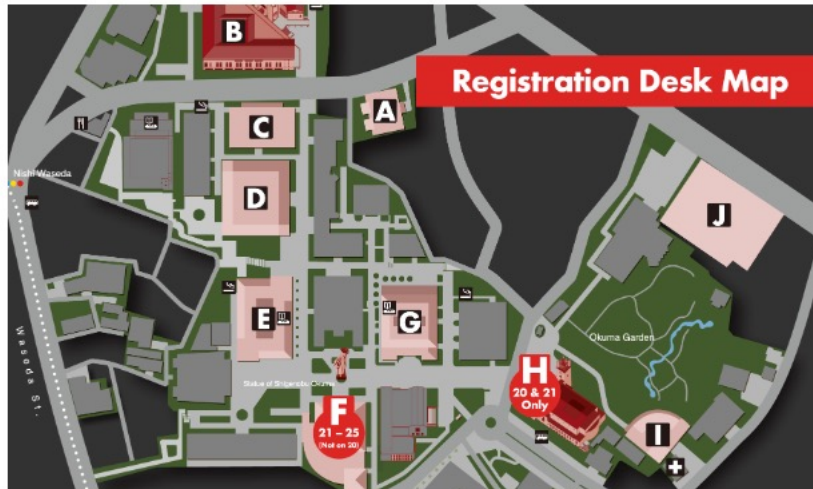 B
Registration Desk Map
A
C
Nishi-Waseda
D
J
E
G
Okuma Garden
Waseda St.
Statue of Shigenobu Okuma
H
20 & 21
Only
F
21 – 25
(Not on 20)
I